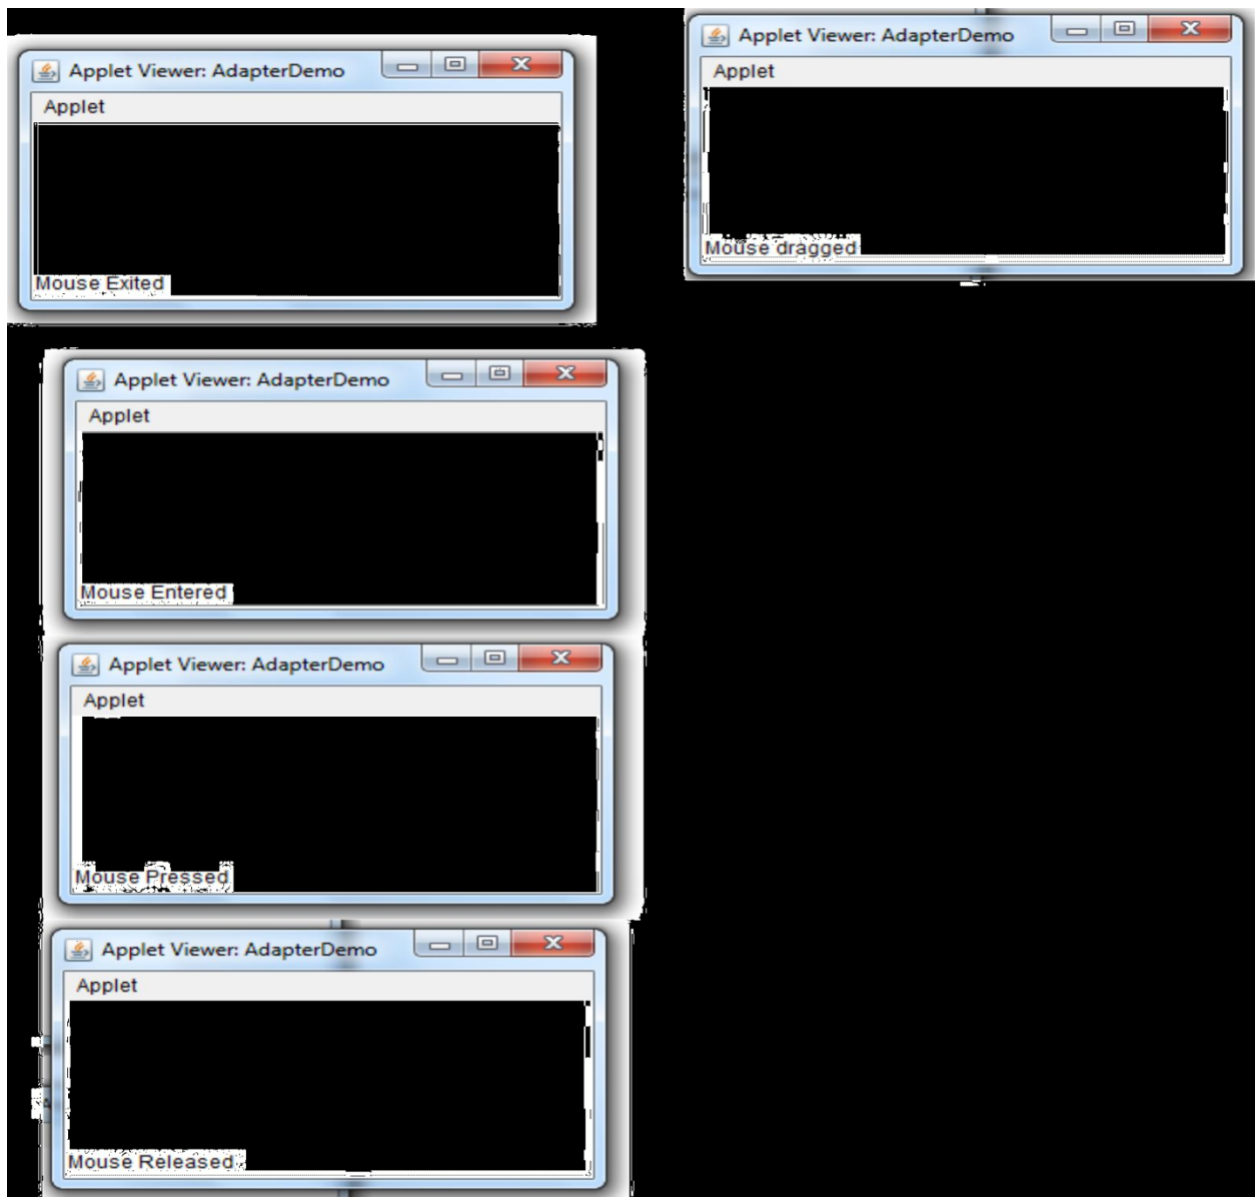 Applet Viewer: AdapterDemo
Applet
Mouse Exited
Applet Viewer: AdapterDemo
Applet
Mouse dragged
Applet Viewer: AdapterDemo
Applet
Mouse Entered
Applet Viewer: AdapterDemo
Applet
Mouse Pressed
Applet Viewer: AdapterDemo
Applet
Mouse Released